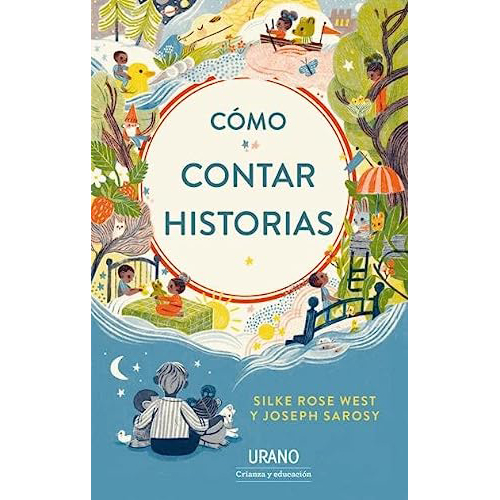 CÓMO
CONTAR
HISTORIAS
SILKE ROSE WEST
Y JOSEPH SAROSY
URANO
Crianza y educación